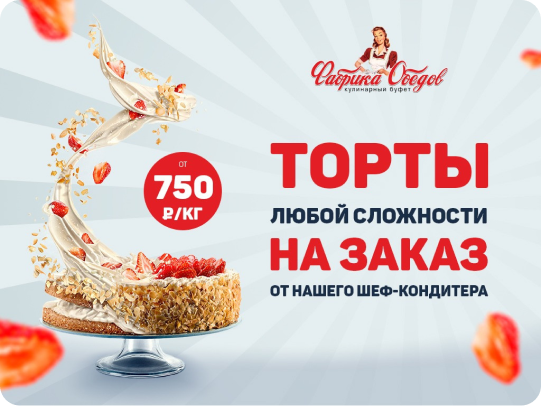 Фабрика Обедов
кулинарный буфет
ТОРТЫ
ЛЮБОЙ СЛОЖНОСТИ
НА ЗАКАЗ
ОТ НАШЕГО ШЕФ-КОНДИТЕРА
ОТ
750
₽/КГ